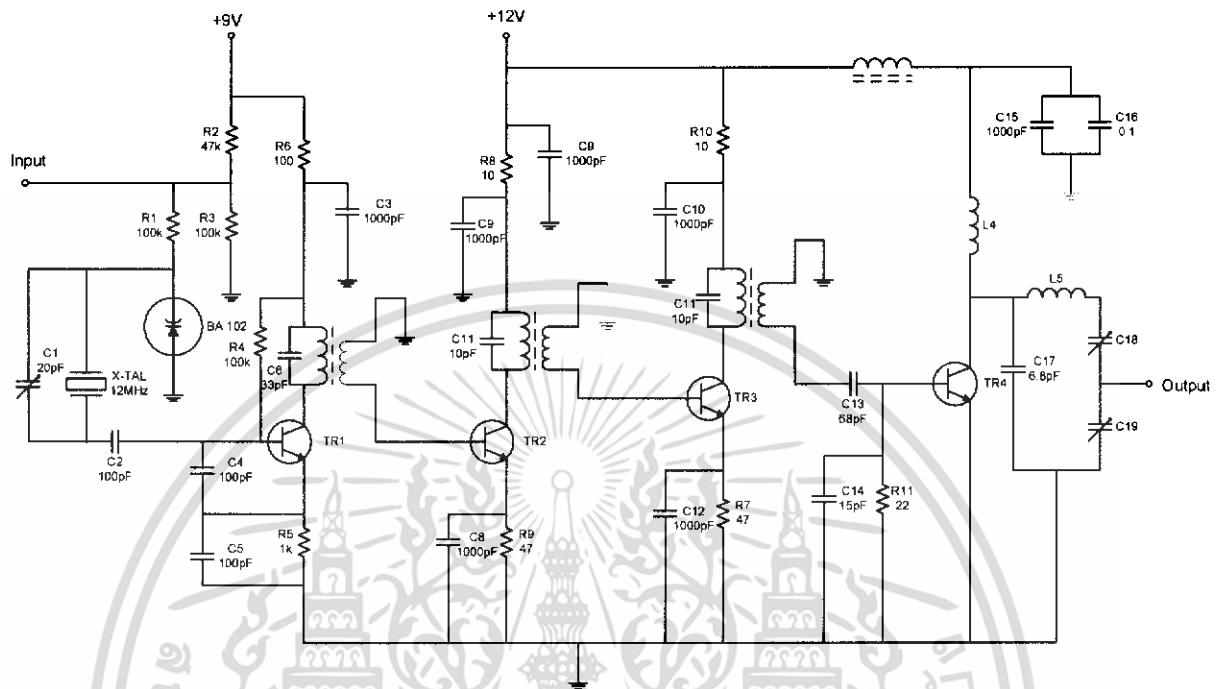 +9V
+12V
Input
R2
47k
R6
100
R1
100k
R3
100k
C3
1000pF
R8
10
C9
1000pF
C9
1000pF
R10
10
C10
1000pF
C15
1000pF
C16
0.1
L4
L5
BA 102
R4
100k
C6
33pF
C11
10pF
C11
10pF
C1
20pF
X-TAL
12MHz
C2
100pF
TR1
TR2
TR3
C13
68pF
TR4
C17
6.8pF
C18
C19
Output
C4
100pF
C5
100pF
R5
1k
C8
1000pF
R9
47
C12
1000pF
R7
47
C14
15pF
R11
22